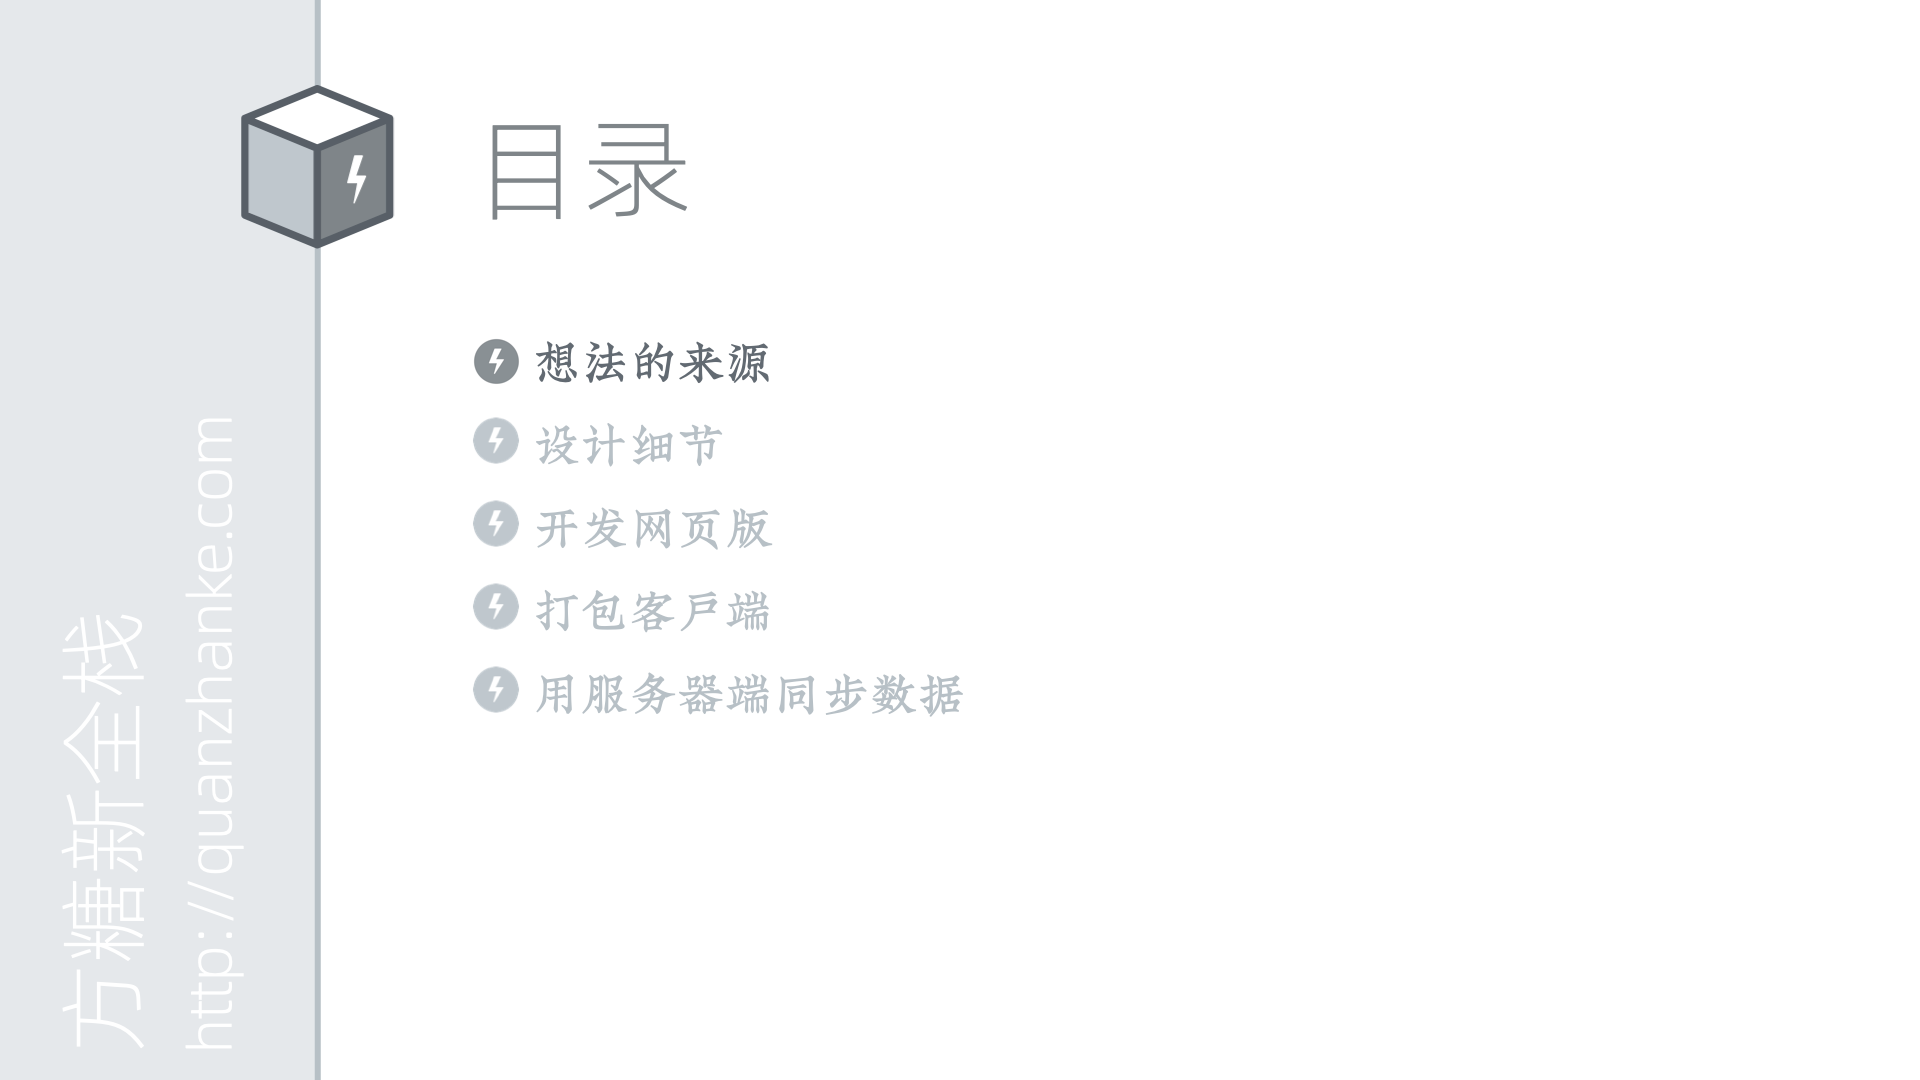 目录
想法的来源
设计细节
开发网页版
打包客户端
用服务器端同步数据
方糖新全栈
http://quanzhanke.com